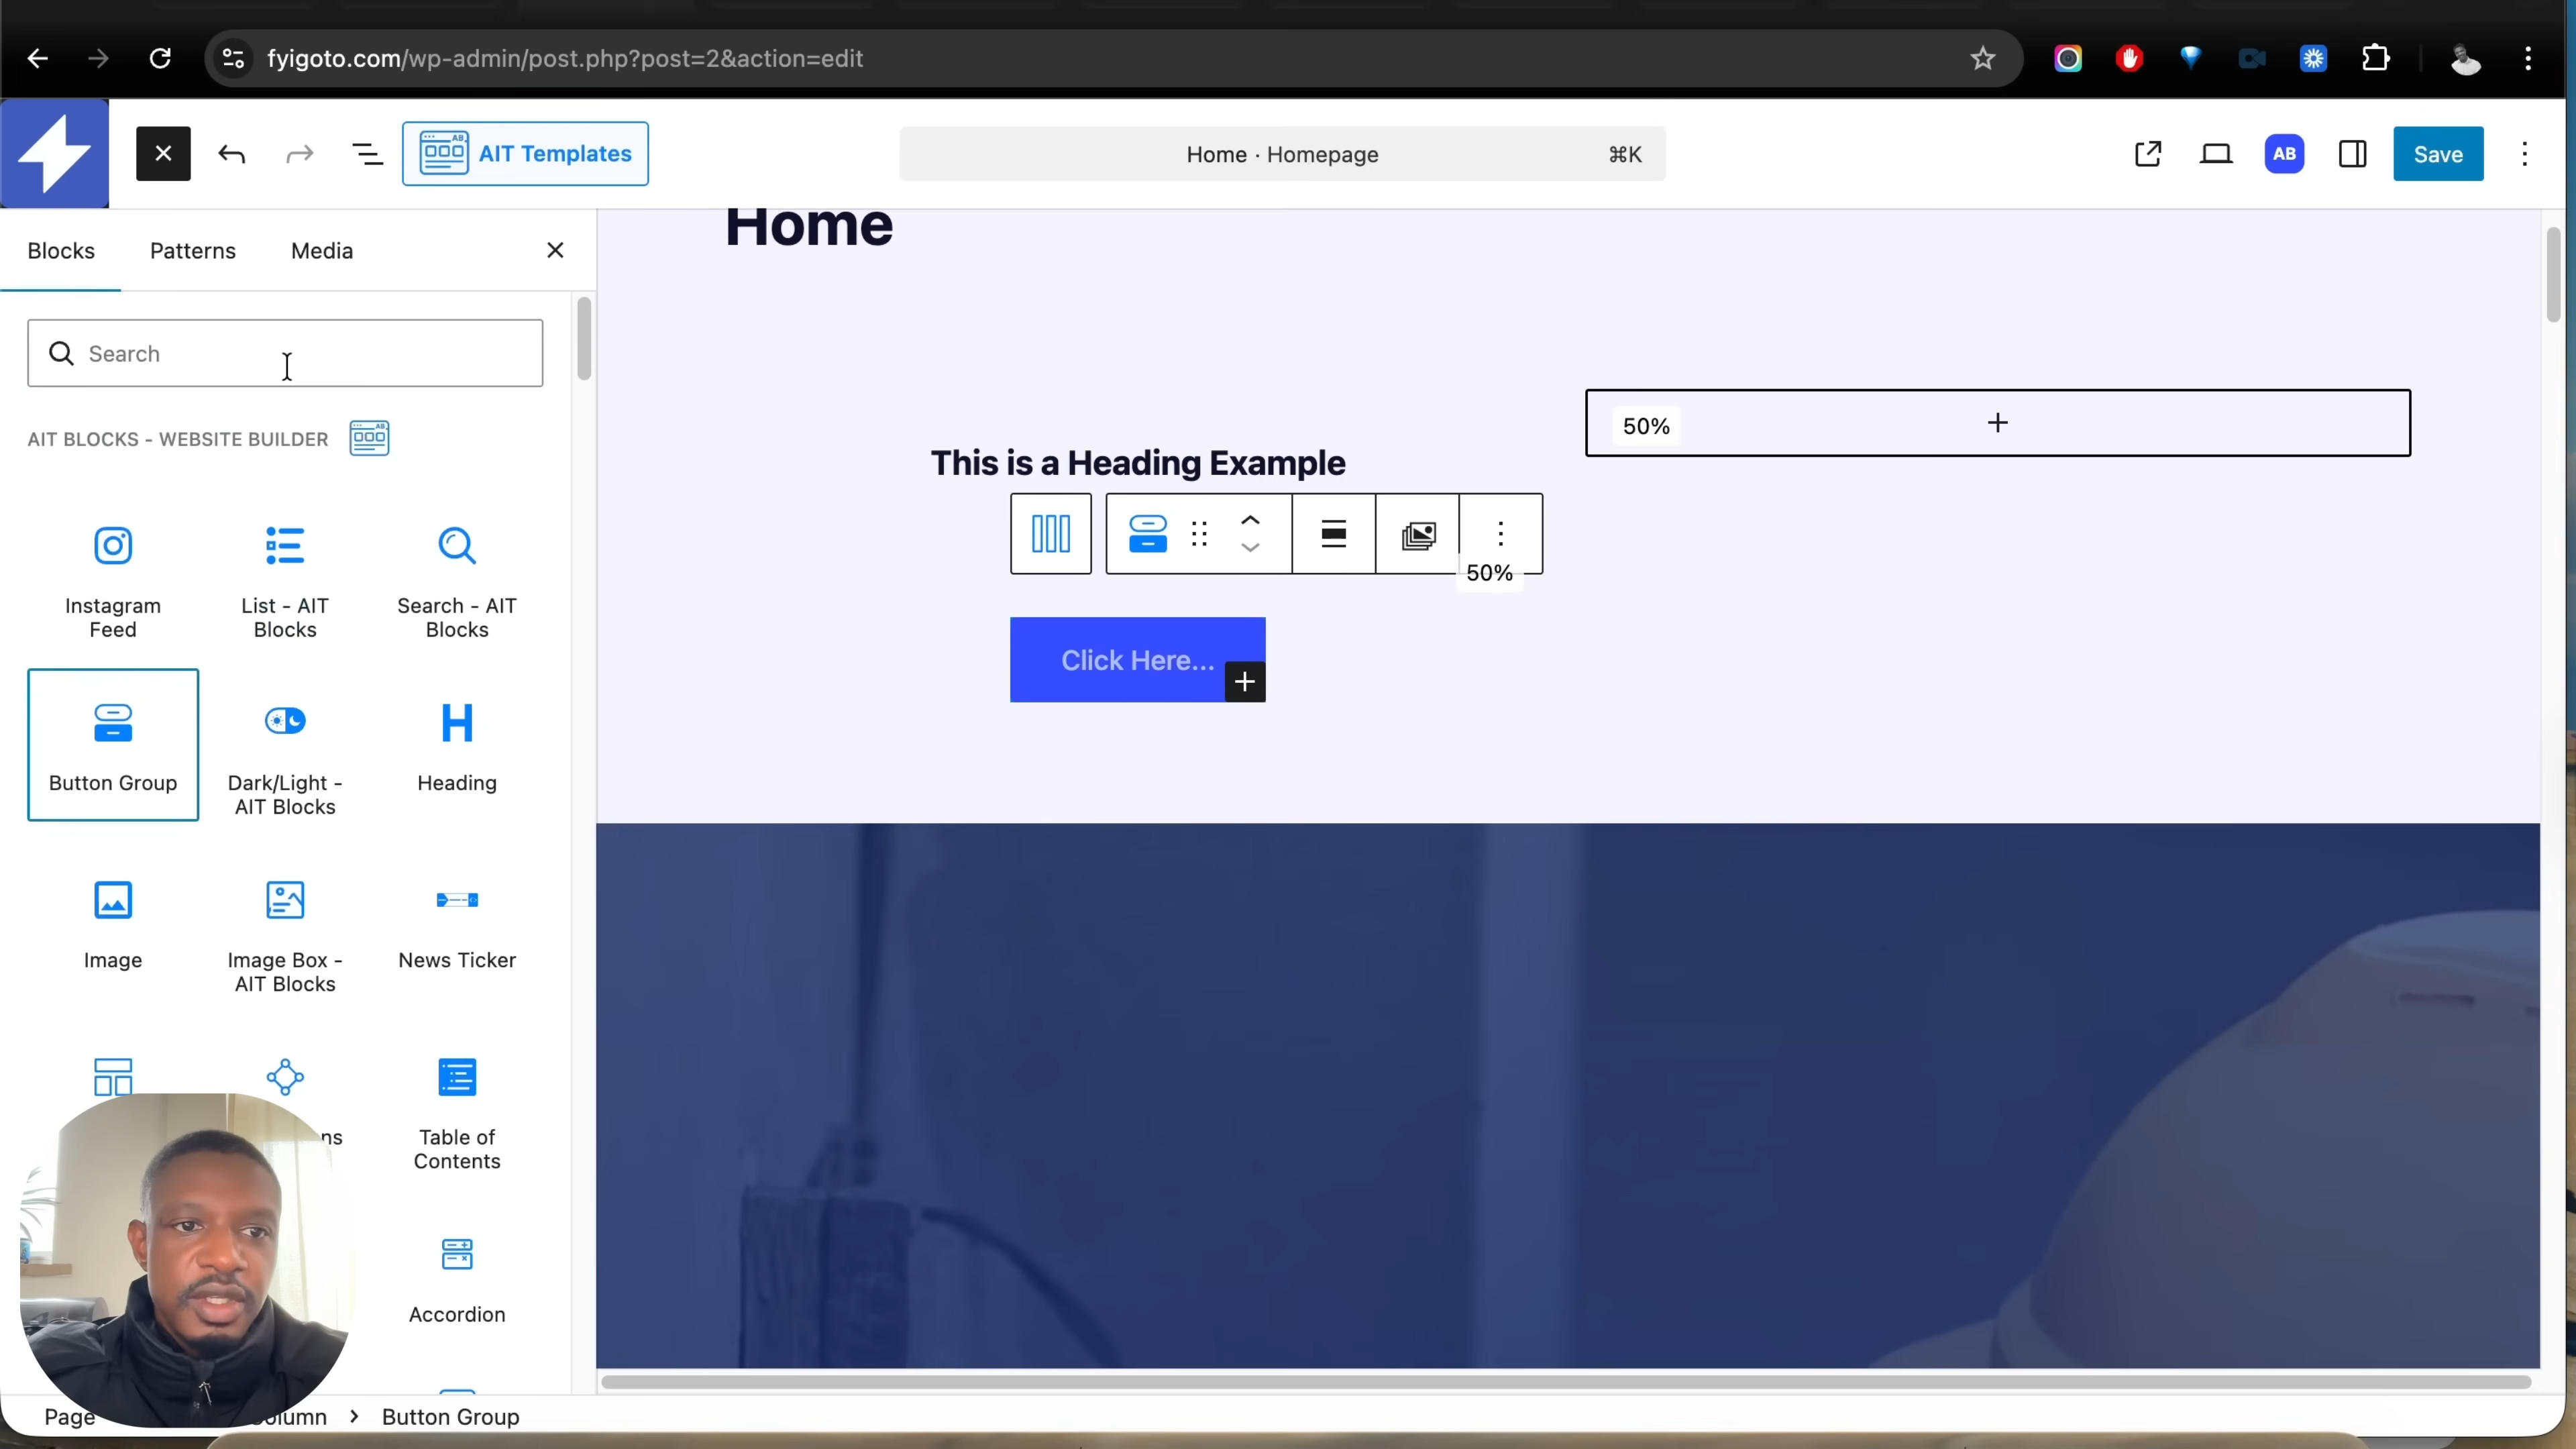 fyigoto.com/wp-admin/post.php?post=2&action=edit
AIT Templates
Home · Homepage
⌘K
AB
Save
Blocks
Patterns
Media
Search
AIT BLOCKS - WEBSITE BUILDER
Instagram
Feed
List - AIT
Blocks
Search - AIT
Blocks
Button Group
Dark/Light -
AIT Blocks
Heading
Image
Image Box -
AIT Blocks
News Ticker
ns
Table of
Contents
Accordion
Home
50%
This is a Heading Example
50%
Click Here...
Page
olumn
Button Group